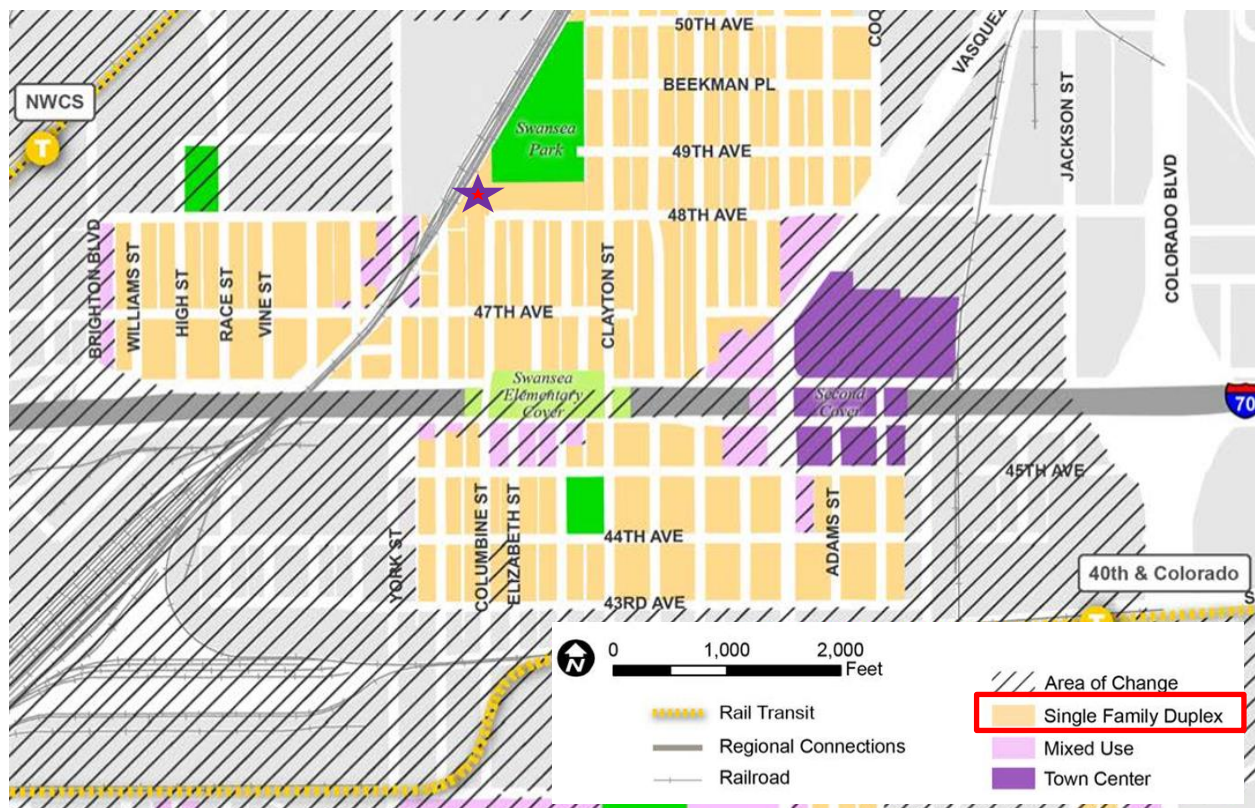 50TH AVE
COO
VASQUEZ
NWCS
BEEKMAN PL
T
Swansea
Park
49TH AVE
JACKSON ST
COLORADO BLVD
48TH AVE
BRIGHTON BLVD
WILLIAMS ST
HIGH ST
RACE ST
VINE ST
CLAYTON ST
47TH AVE
Swansea
Elementary
Cover
Second
Cover
70
45TH AVE
YORK ST
COLUMBINE ST
ELIZABETH ST
44TH AVE
ADAMS ST
40th & Colorado
43RD AVE
S
T
N
0 1,000 2,000
Feet
Rail Transit
Regional Connections
Railroad
Area of Change
Single Family Duplex
Mixed Use
Town Center